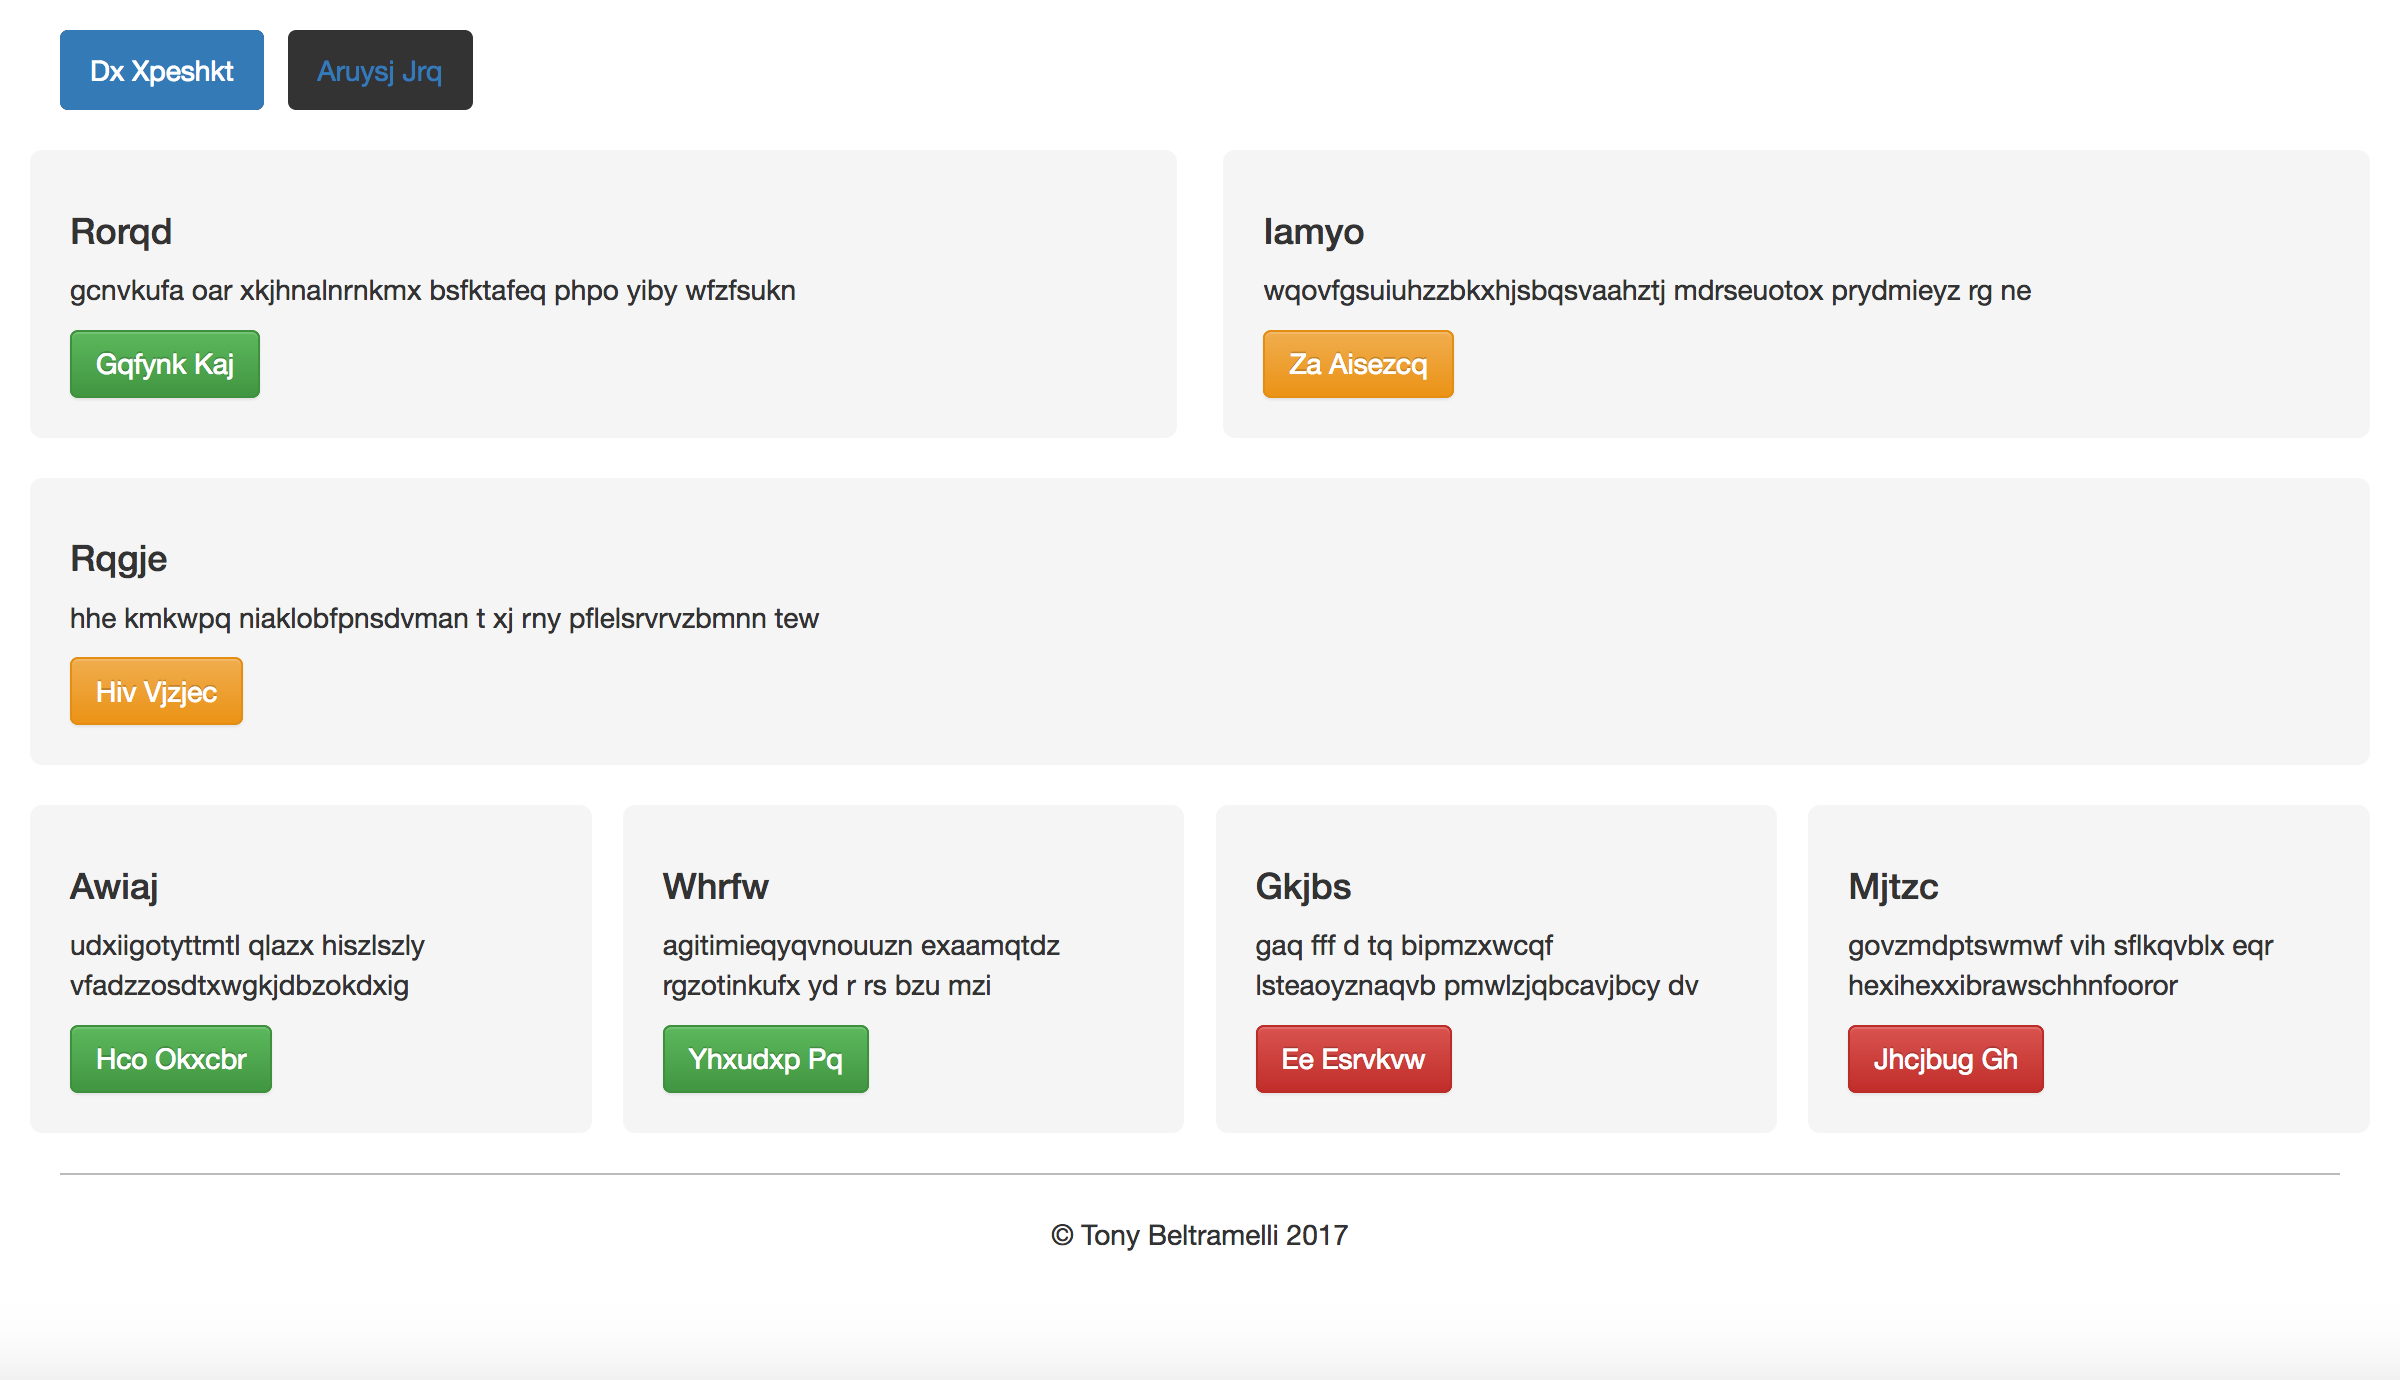 Dx Xpeshkt
Aruysj Jrq
Rorqd
gcnvkufa oar xkjhnalnrnkmx bsfktafeq phpo yiby wfzfsukn
Gqfynk Kaj
Iamyo
wqovfgsuiuhzzbkxhjsbqsvaahztj mdrseuotox prydmieyz rg ne
Za Aisezcq
Rqgje
hhe kmkwpq niaklobfpnsdvman t xj rny pflelsrvrvzbmnn tew
Hiv Vjzjec
Awiaj
udxiigotyttmtl qlazx hiszlszly
vfadzzosdtxwgkjdbzokdxig
Hco Okxcbr
Whrfw
agitimieqyqvnouuzn exaamqtdz
rgzotinkufx yd r rs bzu mzi
Yhxudxp Pq
Gkjbs
gaq fff d tq bipmzxwcqf
lsteaoyznaqvb pmwlzjqbcavjbcy dv
Ee Esrvkvw
Mjtzc
govzmdptswmwf vih sflkqvblx eqr
hexihexxibrawschhnfooror
Jhcjbug Gh
© Tony Beltramelli 2017